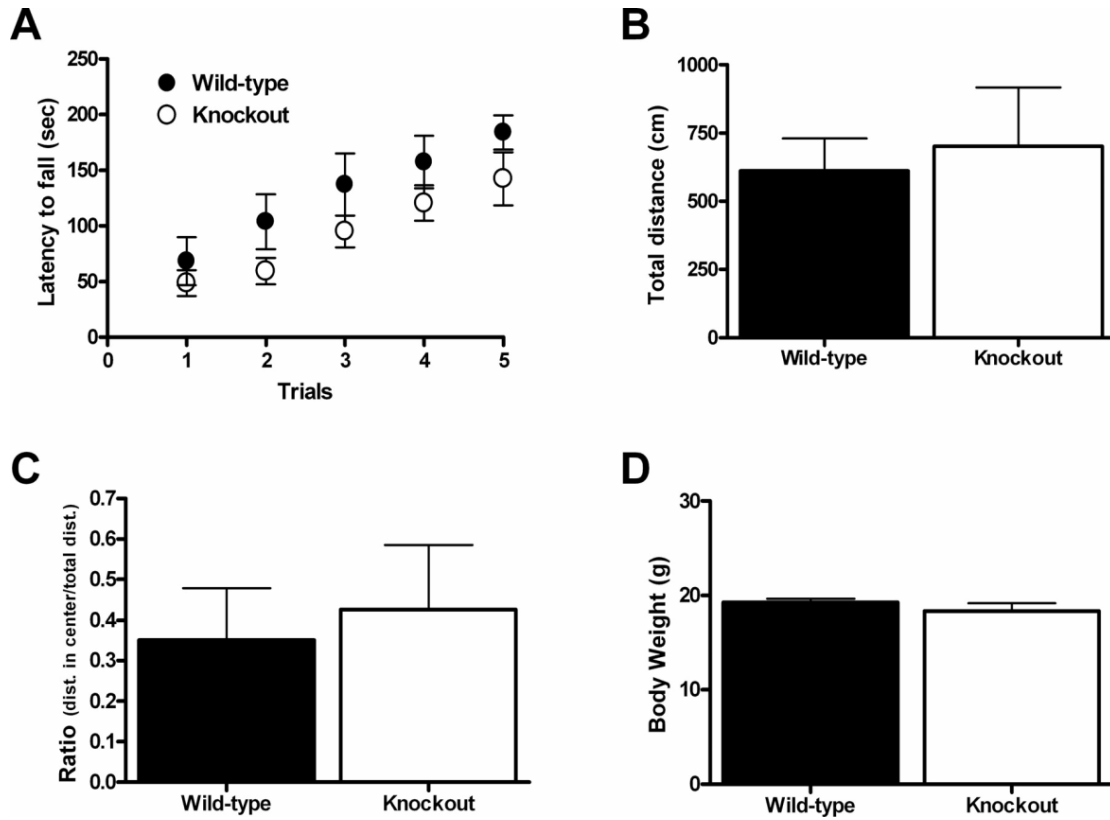 A
Latency to fall (sec)
250
200
150
100
50
0
Wild-type
Knockout
0 1 2 3 4 5
Trials
B
Total distance (cm)
1000
750
500
250
0
Wild-type Knockout
C
Ratio (dist. in center/total dist.)
0.7
0.6
0.5
0.4
0.3
0.2
0.1
0.0
Wild-type Knockout
D
Body Weight (g)
30
20
10
0
Wild-type Knockout